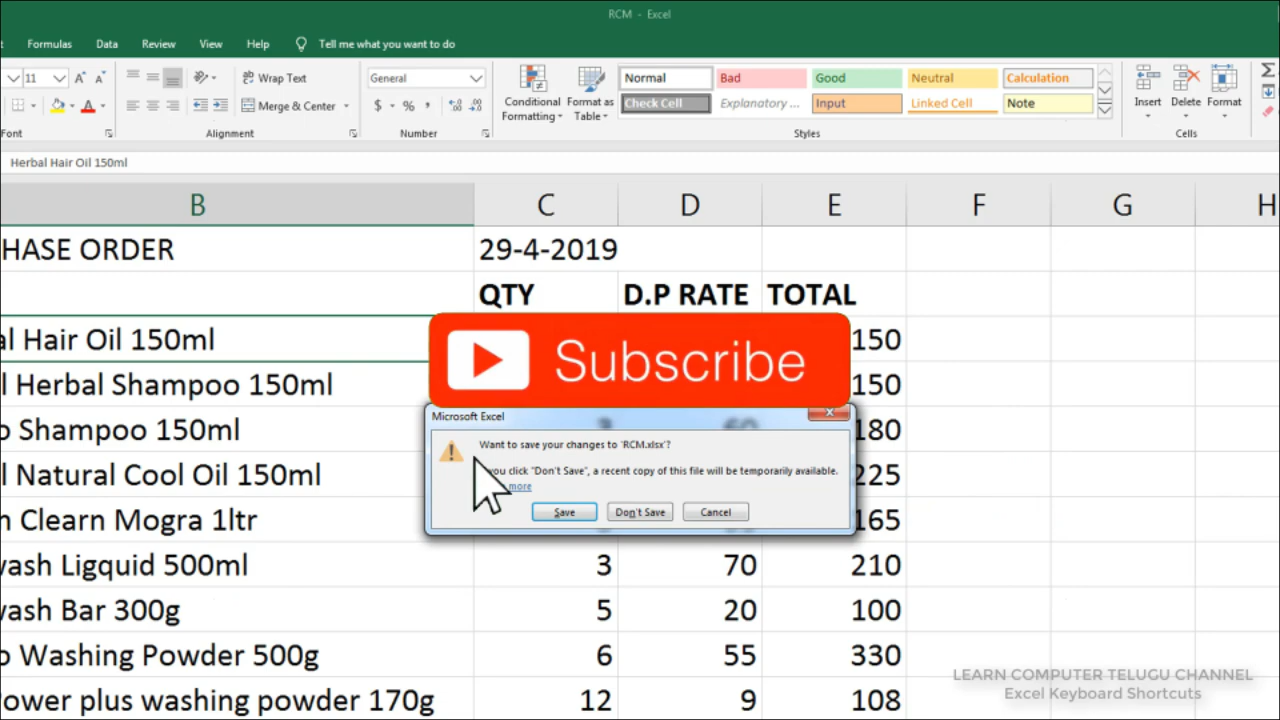 RCM - Excel
Formulas Data Review View Help Tell me what you want to do
11 Wrap Text General Normal Bad Good Neutral Calculation
Merge & Center $ % , Conditional Formatting Format as Table Check Cell Explanatory ... Input Linked Cell Note Insert Delete Format
Font Alignment Number Styles Cells
Herbal Hair Oil 150ml
B C D E F G H
HASE ORDER 29-4-2019
QTY D.P RATE TOTAL
al Hair Oil 150ml 150
Subscribe
l Herbal Shampoo 150ml 150
Microsoft Excel
o Shampoo 150ml 180
Want to save your changes to 'RCM.xlsx'?
l Natural Cool Oil 150ml 225
you click "Don't Save", a recent copy of this file will be temporarily available.
more
Save Don't Save Cancel
n Clearn Mogra 1ltr 165
wash Ligquid 500ml 3 70 210
wash Bar 300g 5 20 100
o Washing Powder 500g 6 55 330
Power plus washing powder 170g 12 9 108
LEARN COMPUTER TELUGU CHANNEL
Excel Keyboard Shortcuts